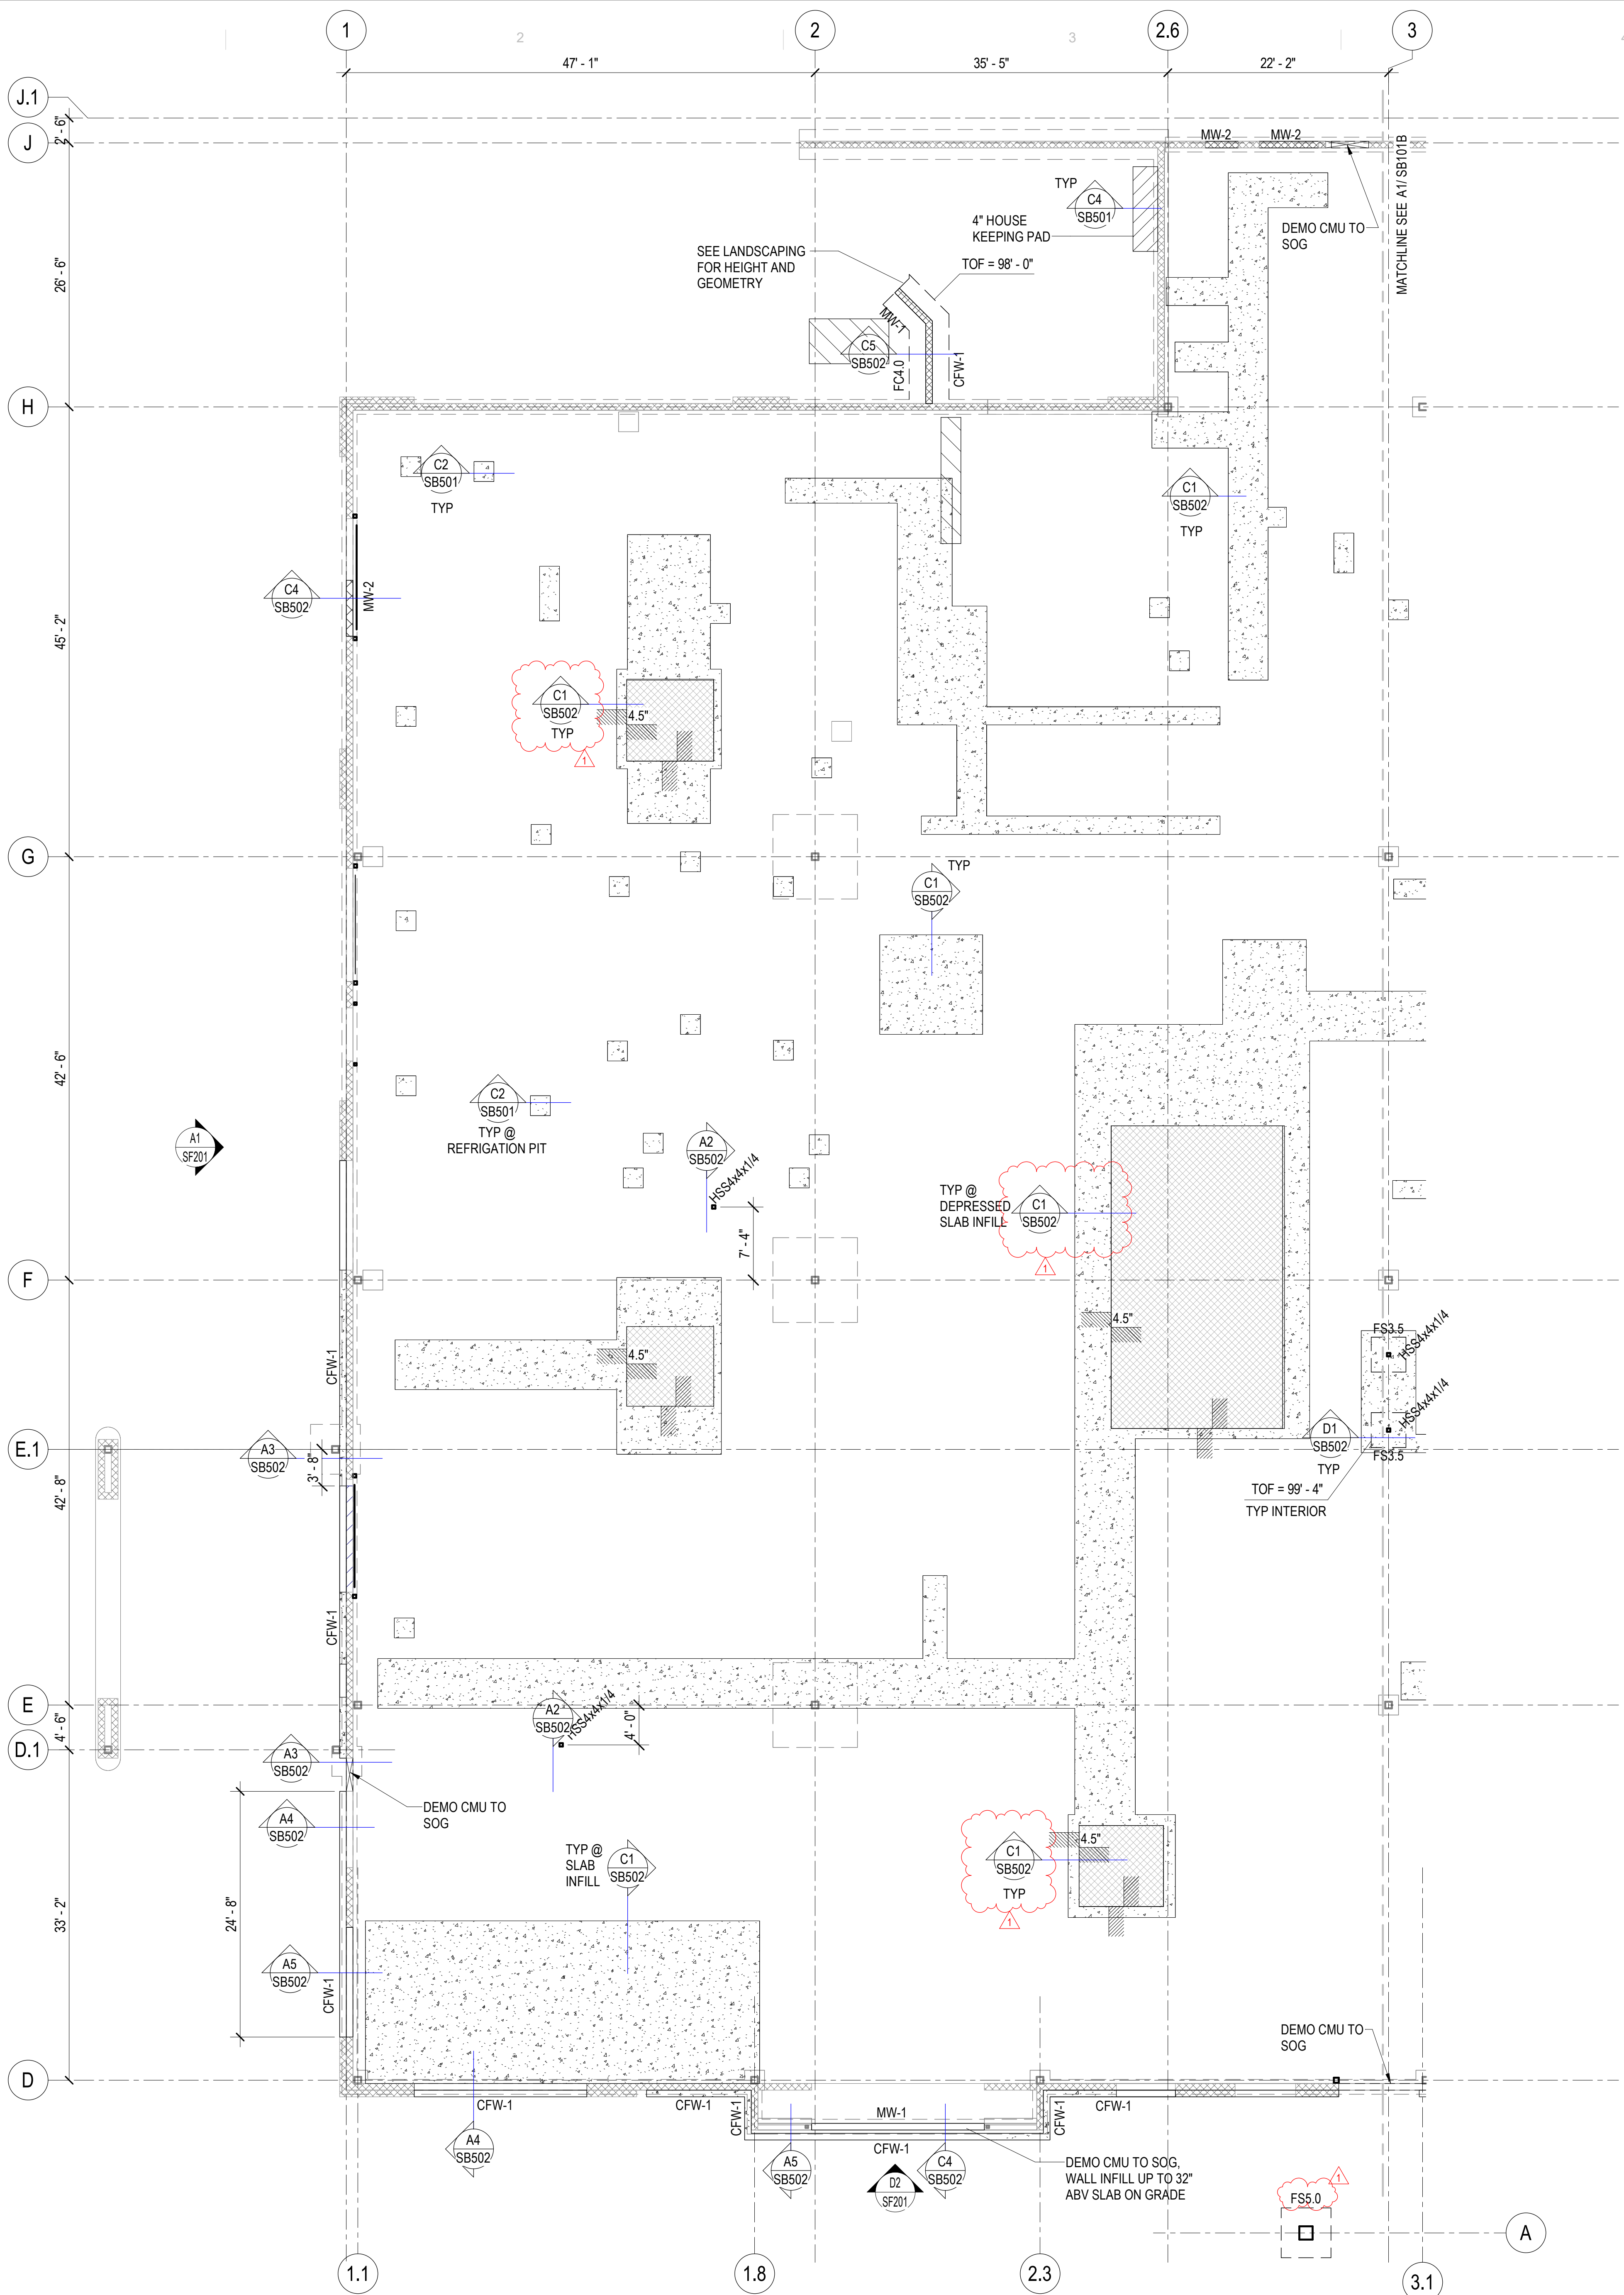 1
2
2.6
3
2
3
47' - 1"
35' - 5"
22' - 2"
J.1
2' - 6"
J
MW-2
MW-2
MATCHLINE SEE A1/ SB101B
TYP
C4
SB501
4" HOUSE
KEEPING PAD
DEMO CMU TO
SOG
SEE LANDSCAPING
FOR HEIGHT AND
GEOMETRY
TOF = 98' - 0"
26' - 6"
MW-1
C5
SB502
FC4.0
CFW-1
H
C2
SB501
TYP
C1
SB502
TYP
C4
SB502
MW-2
45' - 2"
C1
SB502
TYP
4.5"
1
G
C1
SB502
TYP
42' - 6"
C2
SB501
TYP @
REFRIGATION PIT
A1
SF201
A2
SB502
HSS4x4x1/4
7' - 4"
TYP @
DEPRESSED
SLAB INFILL
C1
SB502
1
F
4.5"
FS3.5
HSS4x4x1/4
4.5"
CFW-1
HSS4x4x1/4
E.1
A3
SB502
3' - 8"
D1
SB502
TYP
FS3.5
TOF = 99' - 4"
TYP INTERIOR
42' - 8"
CFW-1
E
A2
SB502
HSS4x4x1/4
4' - 0"
4' - 6"
D.1
A3
SB502
DEMO CMU TO
SOG
A4
SB502
4.5"
C1
SB502
TYP
1
TYP @
SLAB
INFILL
C1
SB502
33' - 2"
24' - 8"
A5
SB502
CFW-1
DEMO CMU TO
SOG
D
CFW-1
CFW-1
CFW-1
MW-1
CFW-1
CFW-1
CFW-1
A4
SB502
A5
SB502
D2
SF201
C4
SB502
DEMO CMU TO SOG,
WALL INFILL UP TO 32"
ABV SLAB ON GRADE
1
FS5.0
A
1.1
1.8
2.3
3.1